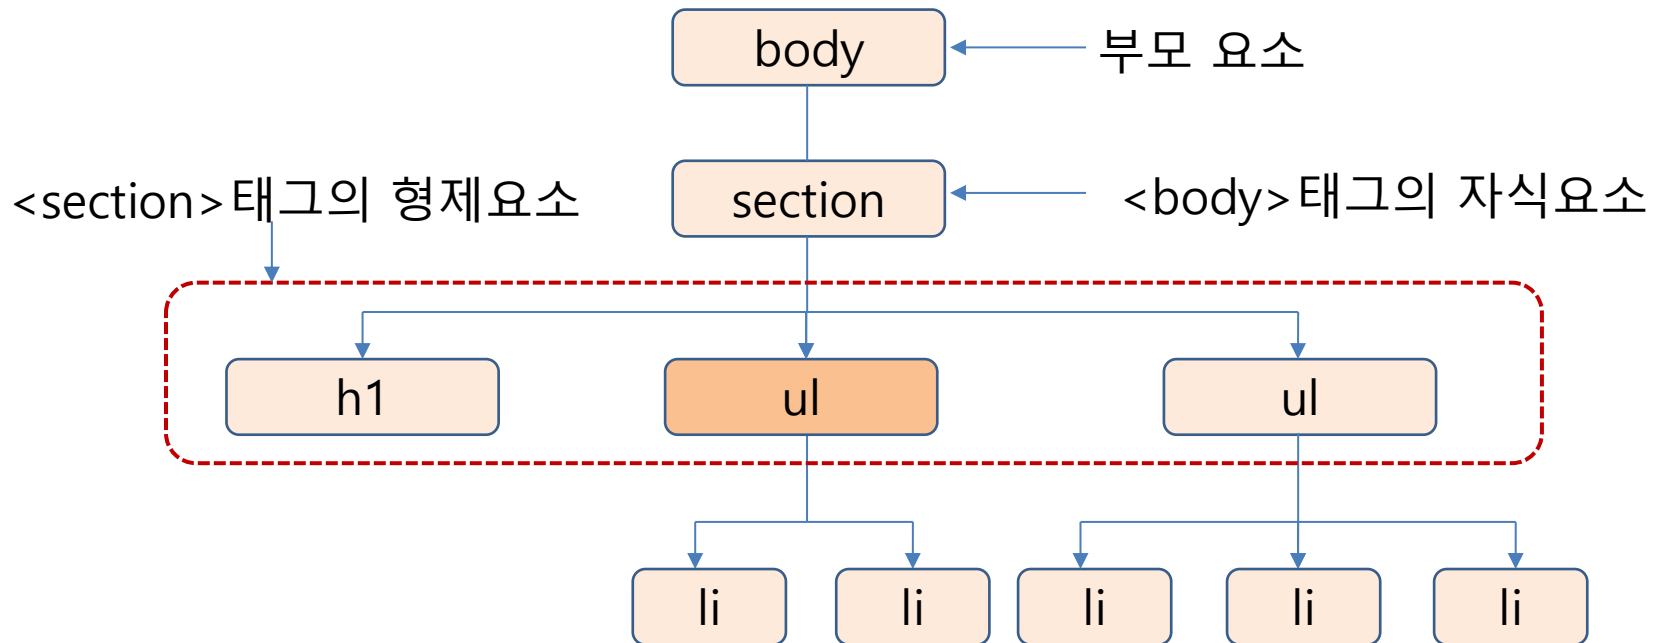 body
부모 요소
<section>태그의 형제요소
section
<body>태그의 자식요소
h1
ul
ul
li
li
li
li
li